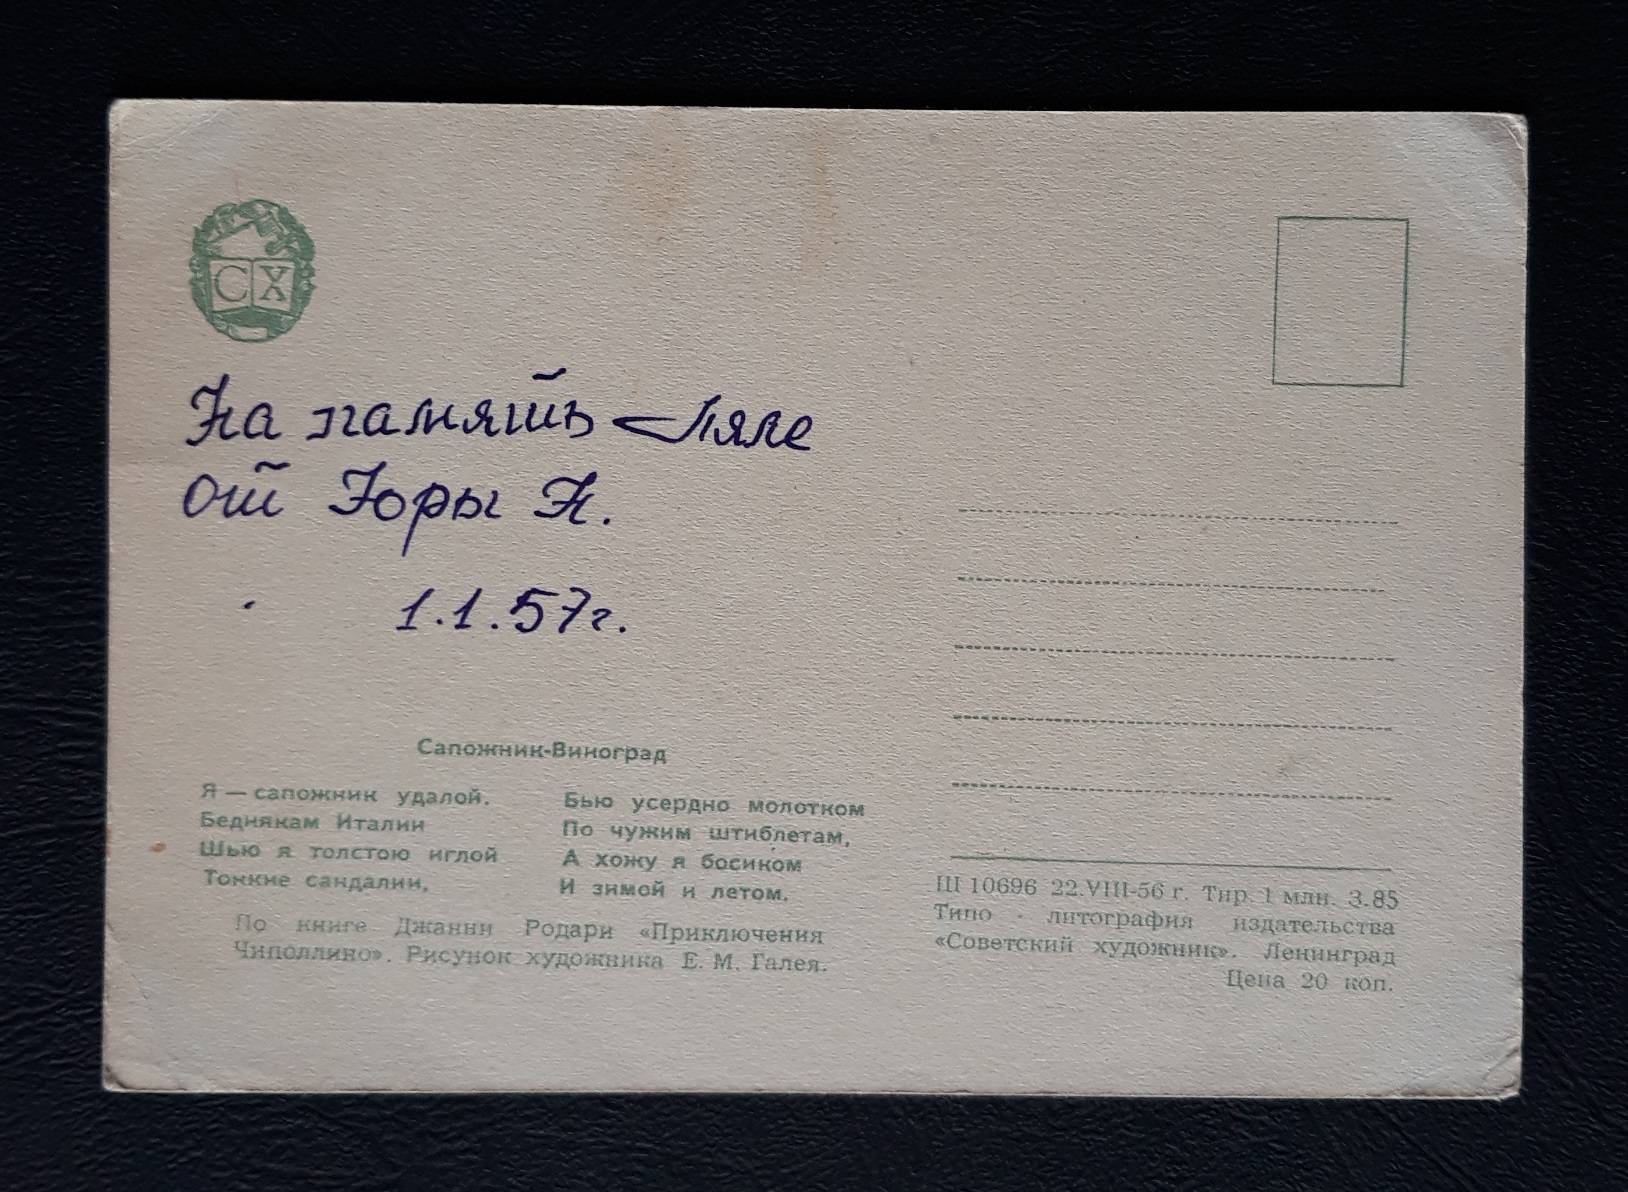 СХ
На память Ляле
от Юры Н.
1.1.57г.
Сапожник-Виноград
Я — сапожник удалой.
Беднякам Италии
Шью я толстою иглой
Тонкие сандалии,
Бью усердно молотком
По чужим штиблетам,
А хожу я босиком
И зимой и летом.
По книге Джанни Родари «Приключения
Чиполлино». Рисунок художника Е. М. Галея.
Ш 10696 22.VIII-56 г. Тир. 1 млн. З.85
Типо - литография издательства
«Советский художник». Ленинград
Цена 20 коп.